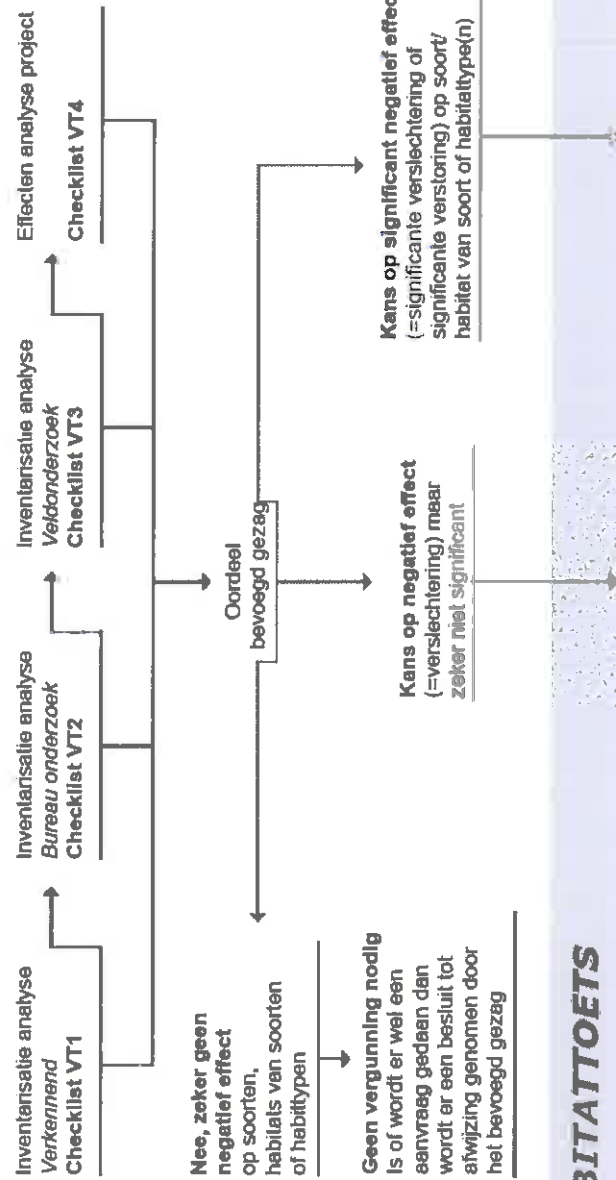 Inventarisatie analyse
Verkennend
Checklist VT1
Inventarisatie analyse
Bureau onderzoek
Checklist VT2
Inventarisatie analyse
Veldonderzoek
Checklist VT3
Effecten analyse project
Checklist VT4
Oordeel
bevoegd gezag
Nee, zeker geen
negatief effect
op soorten,
habitats van soorten
of habittypen
Kans op negatief effect
(=verslechtering) maar
zeker niet significant
Kans op significant negatief effec
(=significante verslechtering of
significante verstoring) op soort/
habitat van soort of habitattype(n)
Geen vergunning nodig
Is of wordt er wel een
aanvraag gedaan dan
wordt er een besluit tot
afwijzing genomen door
het bevoegd gezag
BITATTOETS